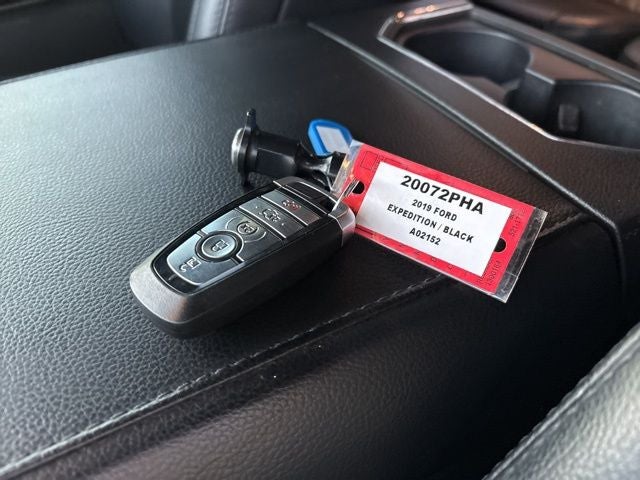 20072PHA
2019 FORD
EXPEDITION / BLACK
A02152